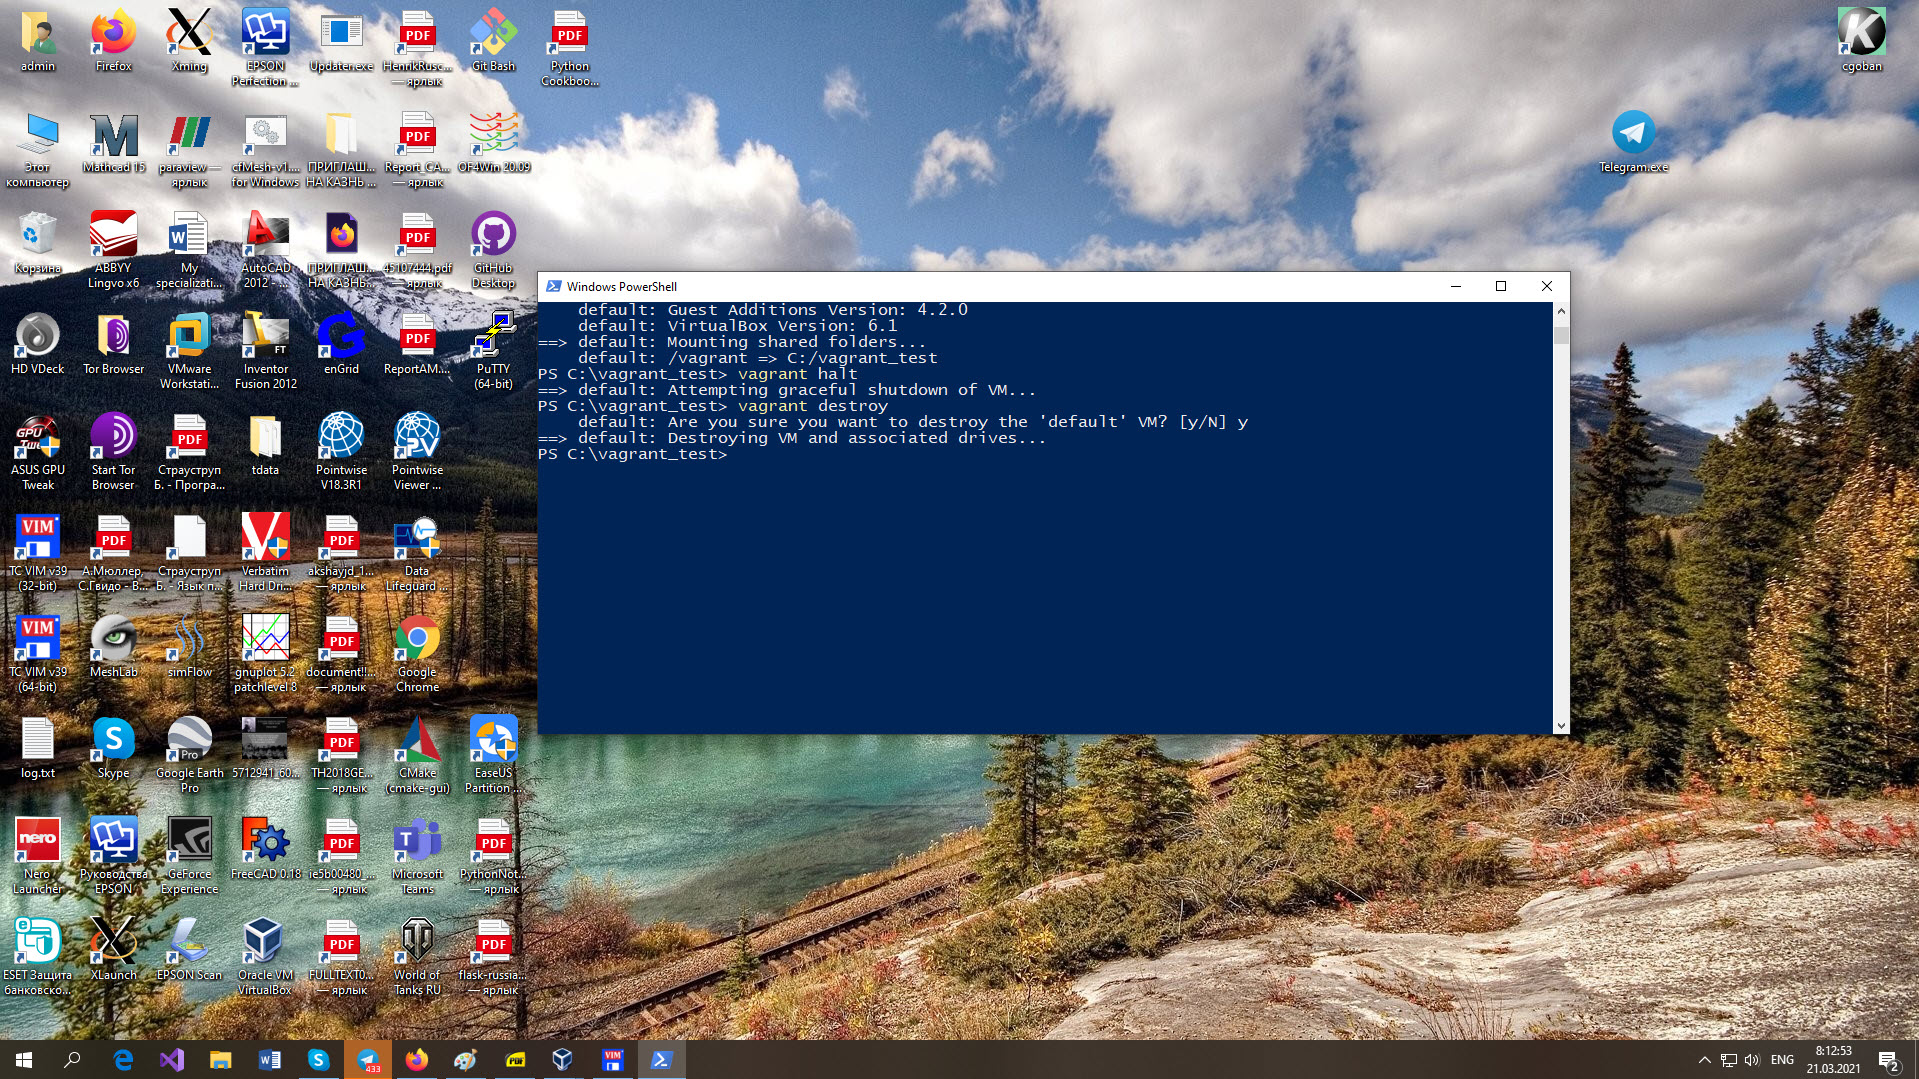 admin
Firefox
Xming
EPSON
Perfection ...
Updater.exe
HenrikRusc...
— ярлык
Git Bash
Python
Cookboo...
cgoban
Этот
компьютер
Mathcad 15
paraview —
ярлык
cfMesh-v1....
for Windows
ПРИГЛАШ...
НА КАЗНЬ ...
Report_CA...
— ярлык
OF4Win 20.09
Telegram.exe
Корзина
ABBYY
Lingvo x6
My
specializati...
AutoCAD
2012 - ...
ПРИГЛАШ...
НА КАЗНЬ...
45107444.pdf
— ярлык
GitHub
Desktop
HD VDeck
Tor Browser
VMware
Workstati...
Inventor
Fusion 2012
enGrid
ReportAM....
PuTTY
(64-bit)
ASUS GPU
Tweak
Start Tor
Browser
Страуструп
Б. - Програ...
tdata
Pointwise
V18.3R1
Pointwise
Viewer ...
TC VIM v39
(32-bit)
А.Мюллер,
С.Гвидо - В...
Страуструп
Б. - Язык п...
Verbatim
Hard Dri...
akshayjd_1...
— ярлык
Data
Lifeguard ...
TC VIM v39
(64-bit)
MeshLab
simFlow
gnuplot 5.2
patchlevel 8
document!!...
— ярлык
Google
Chrome
log.txt
Skype
Google Earth
Pro
5712941_60...
TH2018GE...
— ярлык
CMake
(cmake-gui)
EaseUS
Partition ...
Nero
Launcher
Руководства
EPSON
GeForce
Experience
FreeCAD 0.18
ie5b00480_...
— ярлык
Microsoft
Teams
PythonNot...
— ярлык
ESET Защита
банковско...
XLaunch
EPSON Scan
Oracle VM
VirtualBox
FULLTEXT0...
— ярлык
World of
Tanks RU
flask-russia...
— ярлык
Windows PowerShell
default: Guest Additions Version: 4.2.0
default: VirtualBox Version: 6.1
==> default: Mounting shared folders...
default: /vagrant => C:/vagrant_test
PS C:\vagrant_test> vagrant halt
==> default: Attempting graceful shutdown of VM...
PS C:\vagrant_test> vagrant destroy
default: Are you sure you want to destroy the 'default' VM? [y/N] y
==> default: Destroying VM and associated drives...
PS C:\vagrant_test>
433
ENG
8:12:53
21.03.2021
2